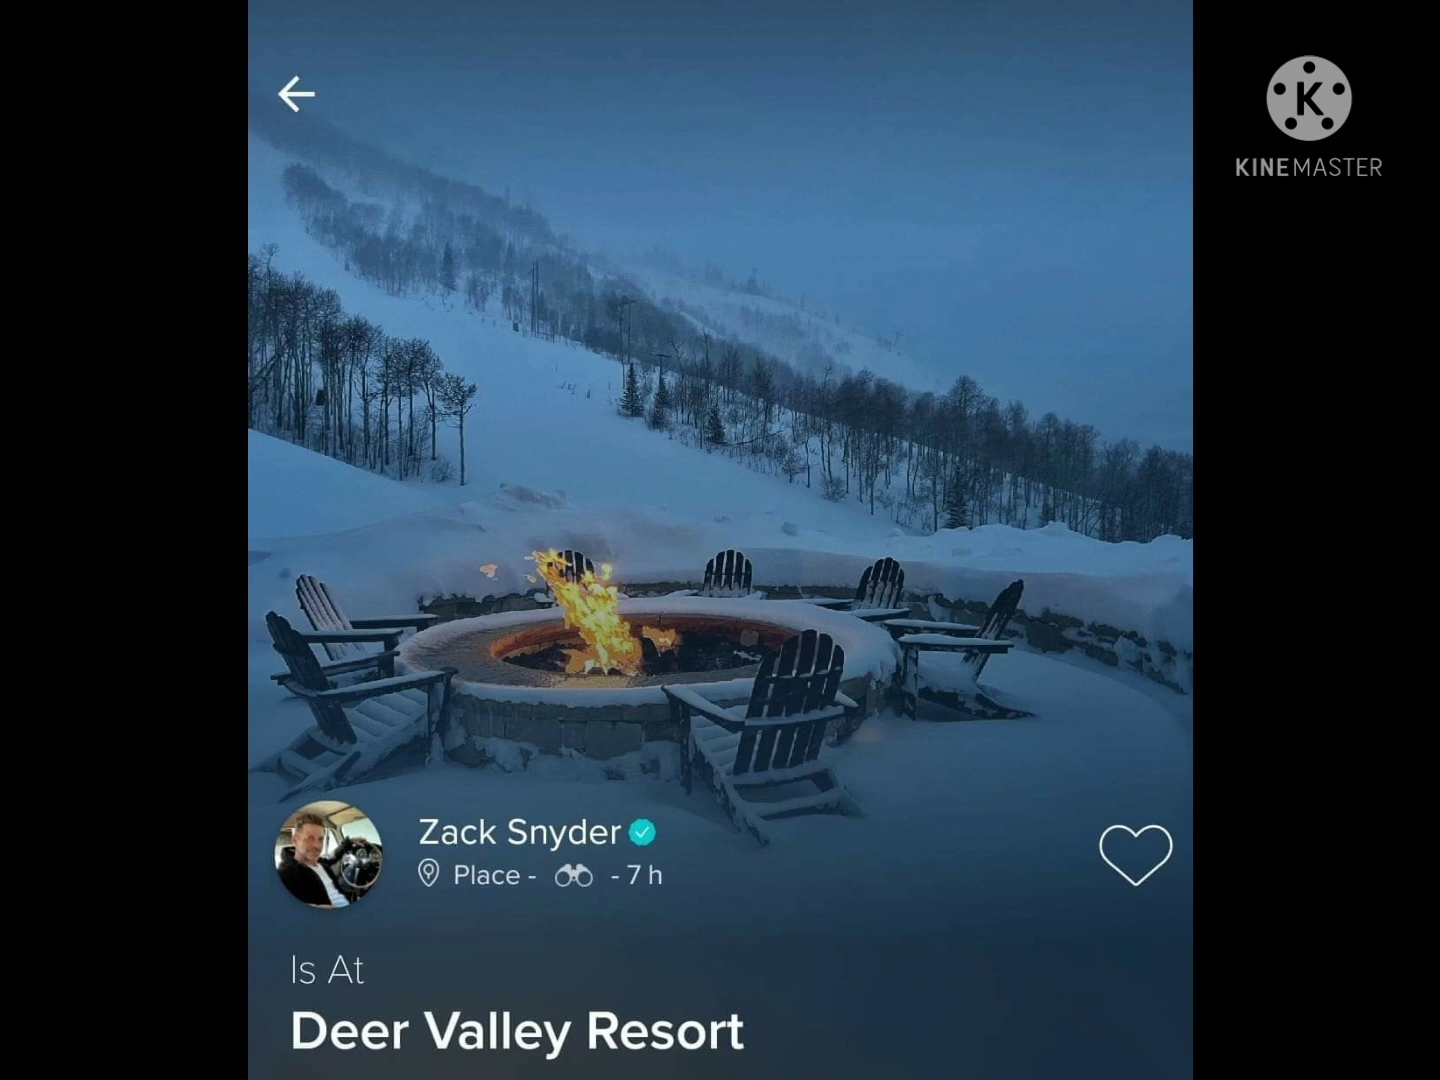 K
KINEMASTER
Zack Snyder
Place - - 7 h
Is At
Deer Valley Resort